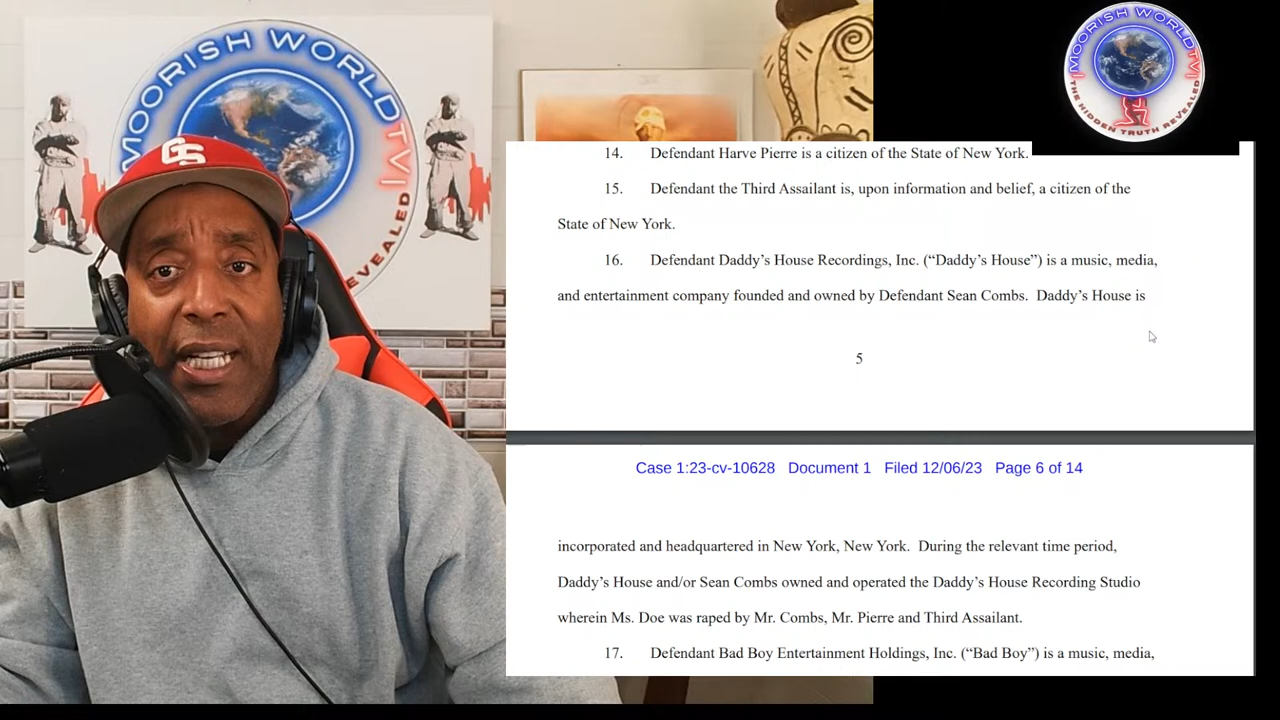 MOORISH WORLD TV
THE HIDDEN TRUTH REVEALED
MOORISH WORLD TV
EVEALED
14. Defendant Harve Pierre is a citizen of the State of New York.
15. Defendant the Third Assailant is, upon information and belief, a citizen of the
State of New York.
16. Defendant Daddy’s House Recordings, Inc. (“Daddy’s House”) is a music, media,
and entertainment company founded and owned by Defendant Sean Combs. Daddy’s House is
5
Case 1:23-cv-10628 Document 1 Filed 12/06/23 Page 6 of 14
incorporated and headquartered in New York, New York. During the relevant time period,
Daddy’s House and/or Sean Combs owned and operated the Daddy’s House Recording Studio
wherein Ms. Doe was raped by Mr. Combs, Mr. Pierre and Third Assailant.
17. Defendant Bad Boy Entertainment Holdings, Inc. (“Bad Boy”) is a music, media,